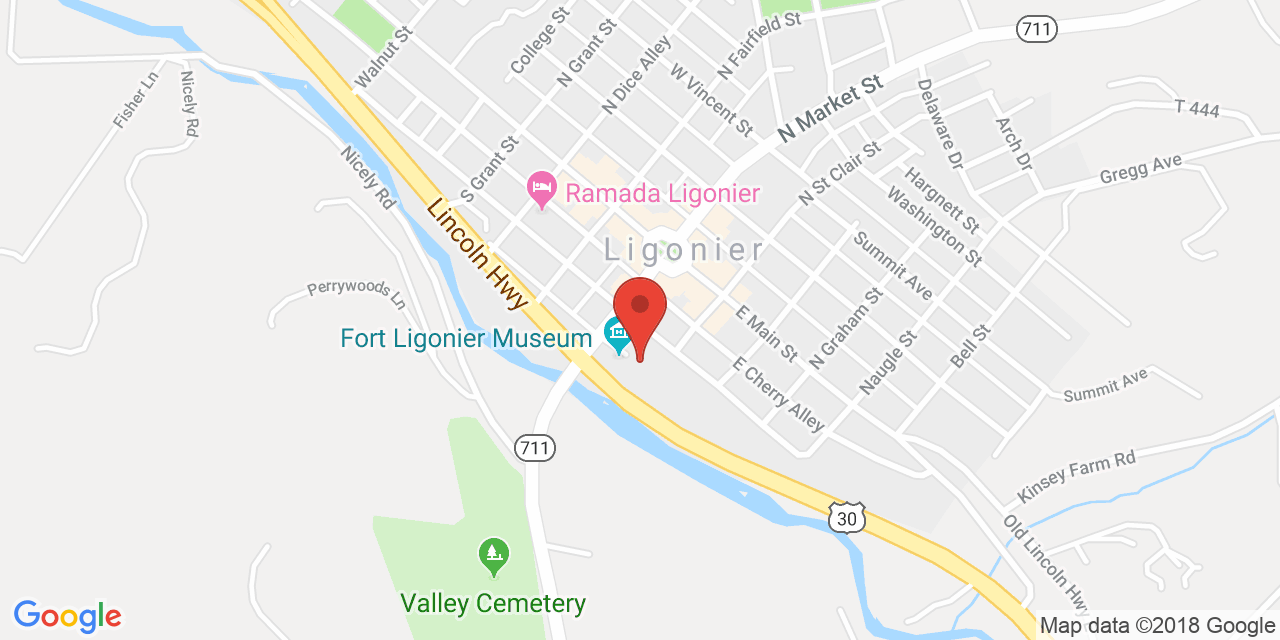 711
College St
N Fairfield St
Walnut St
N Grant St
N Dice Alley
W Vincent St
N Market St
Fisher Ln
Nicely Rd
Delaware Dr
Arch Dr
T 444
Gregg Ave
S Grant St
N St Clair St
Hargnett St
Washington St
Nicely Rd
Ramada Ligonier
Lincoln Hwy
Ligonier
Summit Ave
Perrywoods Ln
N Graham St
E Main St
Naugle St
Bell St
Fort Ligonier Museum
E Cherry Alley
Summit Ave
711
Kinsey Farm Rd
30
Old Lincoln Hwy
Valley Cemetery
Google
Map data ©2018 Google